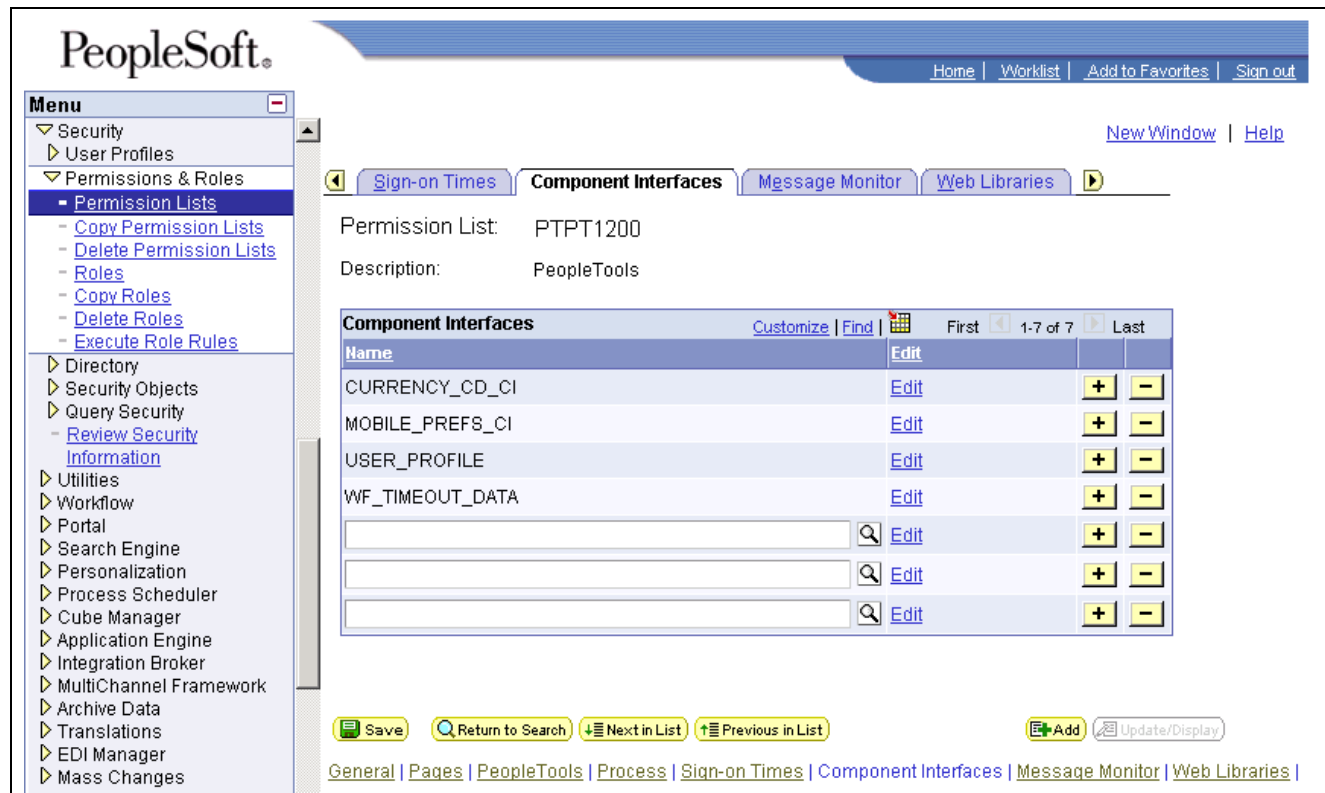 PeopleSoft®
Home | Worklist | Add to Favorites | Sign out
Menu
Security
User Profiles
Permissions & Roles
Permission Lists
Copy Permission Lists
Delete Permission Lists
Roles
Copy Roles
Delete Roles
Execute Role Rules
Directory
Security Objects
Query Security
Review Security
Information
Utilities
Workflow
Portal
Search Engine
Personalization
Process Scheduler
Cube Manager
Application Engine
Integration Broker
MultiChannel Framework
Archive Data
Translations
EDI Manager
Mass Changes
New Window | Help
Sign-on Times Component Interfaces Message Monitor Web Libraries
Permission List: PTPT1200
Description: PeopleTools
Component Interfaces Customize | Find | First 1-7 of 7 Last
Name Edit
CURRENCY_CD_CI Edit + -
MOBILE_PREFS_CI Edit + -
USER_PROFILE Edit + -
WF_TIMEOUT_DATA Edit + -
Edit + -
Edit + -
Edit + -
Save Return to Search Next in List Previous in List Add Update/Display
General | Pages | PeopleTools | Process | Sign-on Times | Component Interfaces | Message Monitor | Web Libraries |